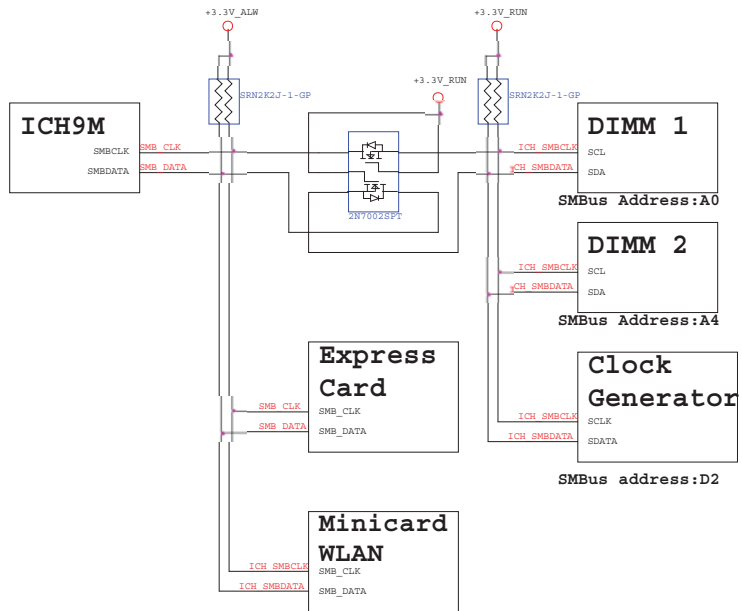 +3.3V_ALW
+3.3V_RUN
+3.3V_RUN
SRN2K2J-1-GP
SRN2K2J-1-GP
ICH9M
SMBCLK
SMBDATA
SMB_CLK
SMB_DATA
2N7002SPT
ICH_SMBCLK
ICH_SMBDATA
DIMM 1
SCL
SDA
SMBus Address:A0
ICH_SMBCLK
ICH_SMBDATA
DIMM 2
SCL
SDA
SMBus Address:A4
Express
Card
SMB_CLK
SMB_DATA
SMB_CLK
SMB_DATA
Clock
Generator
ICH_SMBCLK
ICH_SMBDATA
SCLK
SDATA
SMBus address:D2
Minicard
WLAN
ICH_SMBCLK
ICH_SMBDATA
SMB_CLK
SMB_DATA